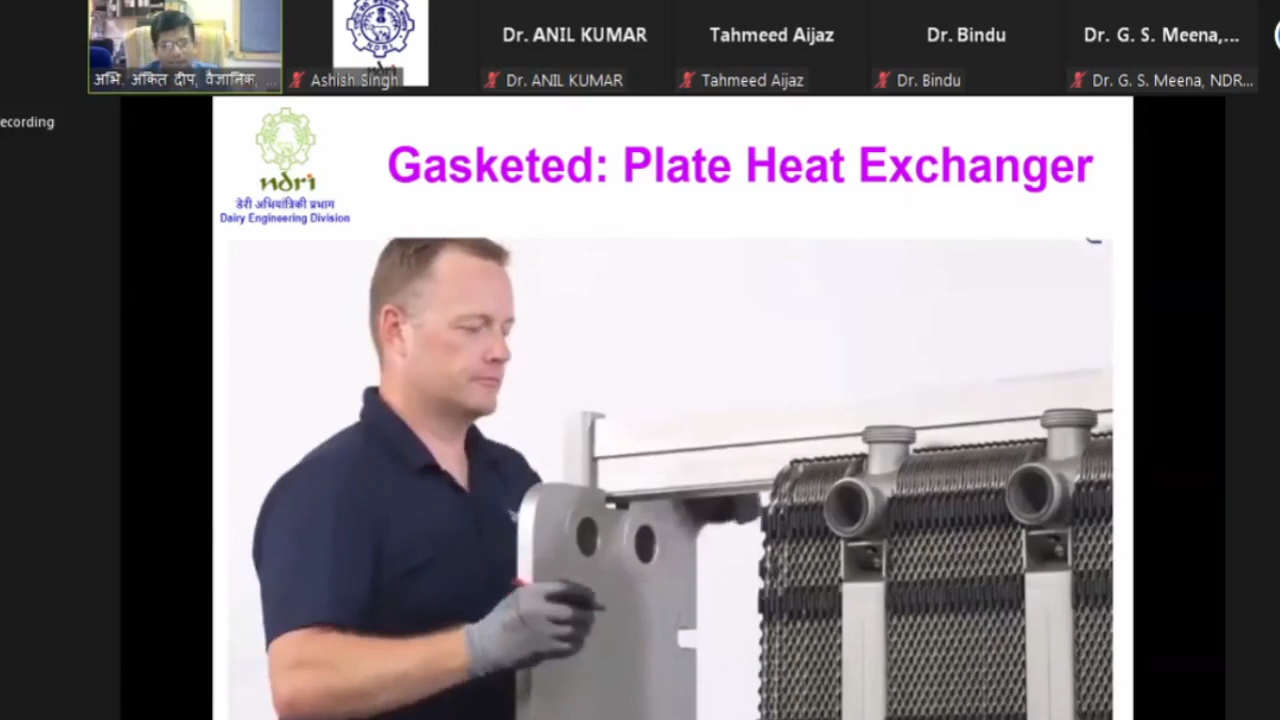 Dr. ANIL KUMAR
Tahmeed Aijaz
Dr. Bindu
Dr. G. S. Meena,...
अभि. अंकित दीप, वैज्ञानिक, ...
Ashish Singh
Dr. ANIL KUMAR
Tahmeed Aijaz
Dr. Bindu
Dr. G. S. Meena, NDR...
ecording
ndri
डेरी अभियांत्रिकी प्रभाग
Dairy Engineering Division
Gasketed: Plate Heat Exchanger